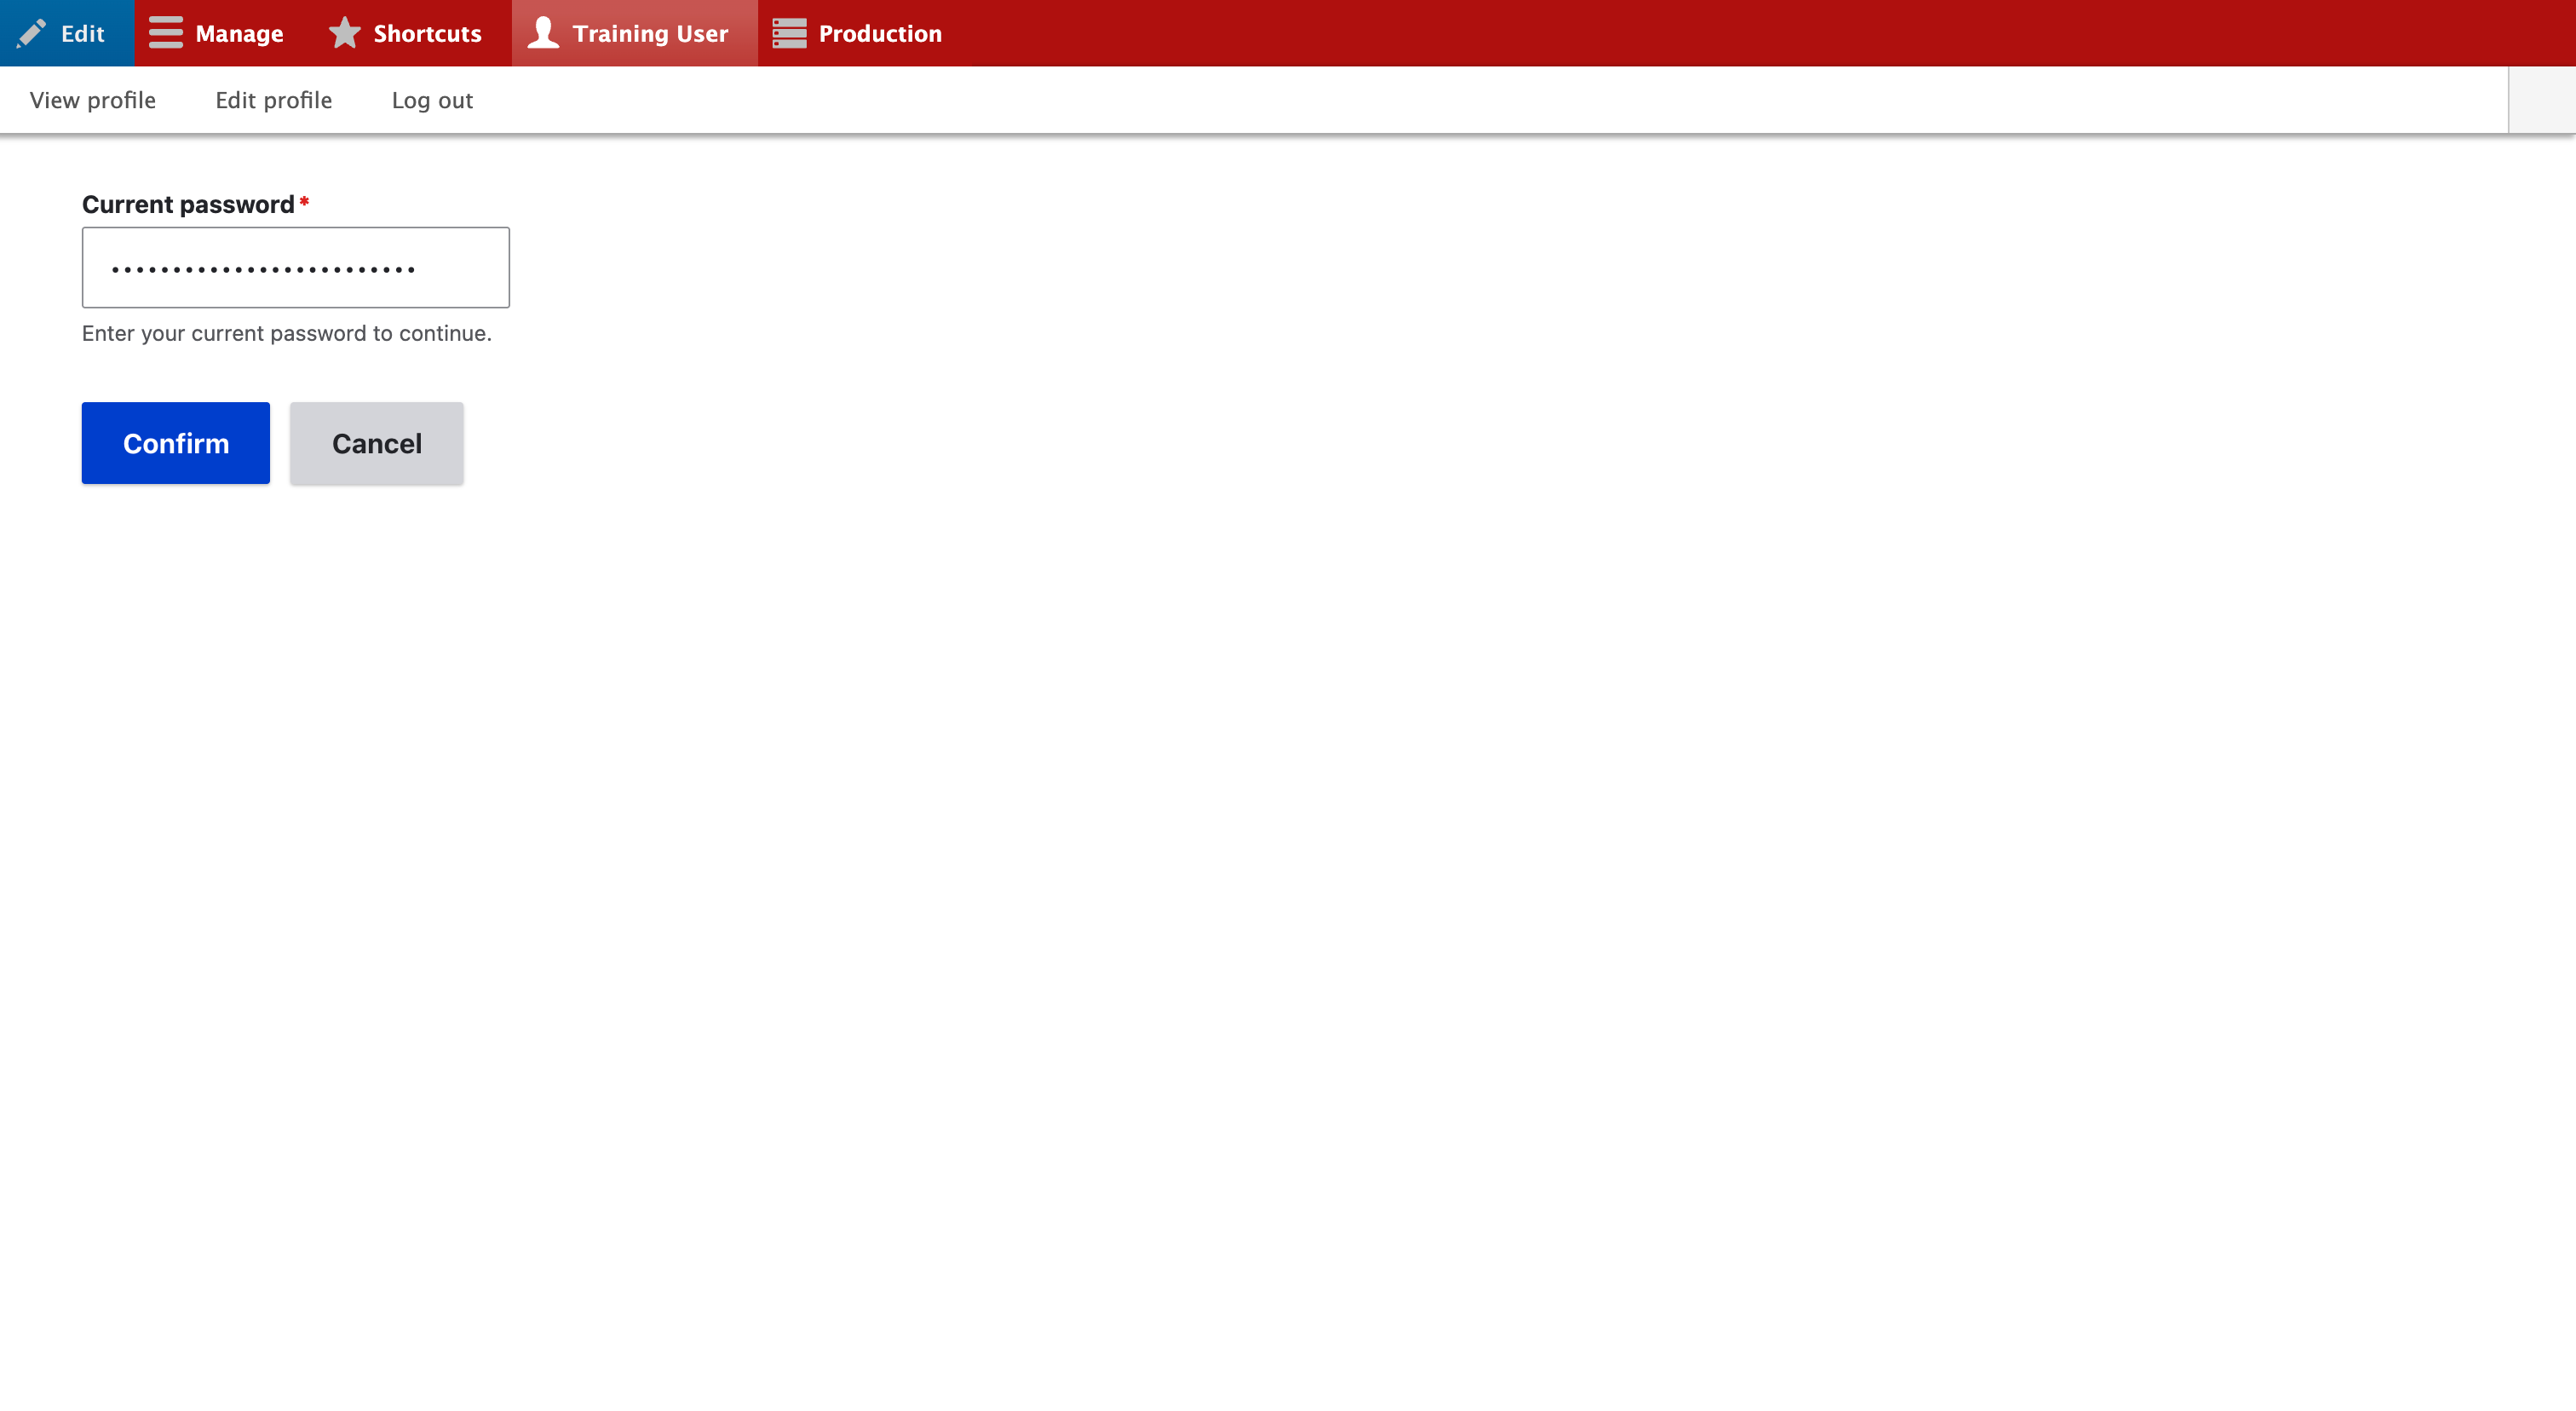 Edit Manage Shortcuts Training User Production
View profile Edit profile Log out
Current password*
•••••••••••••••••••••••••
Enter your current password to continue.
Confirm Cancel